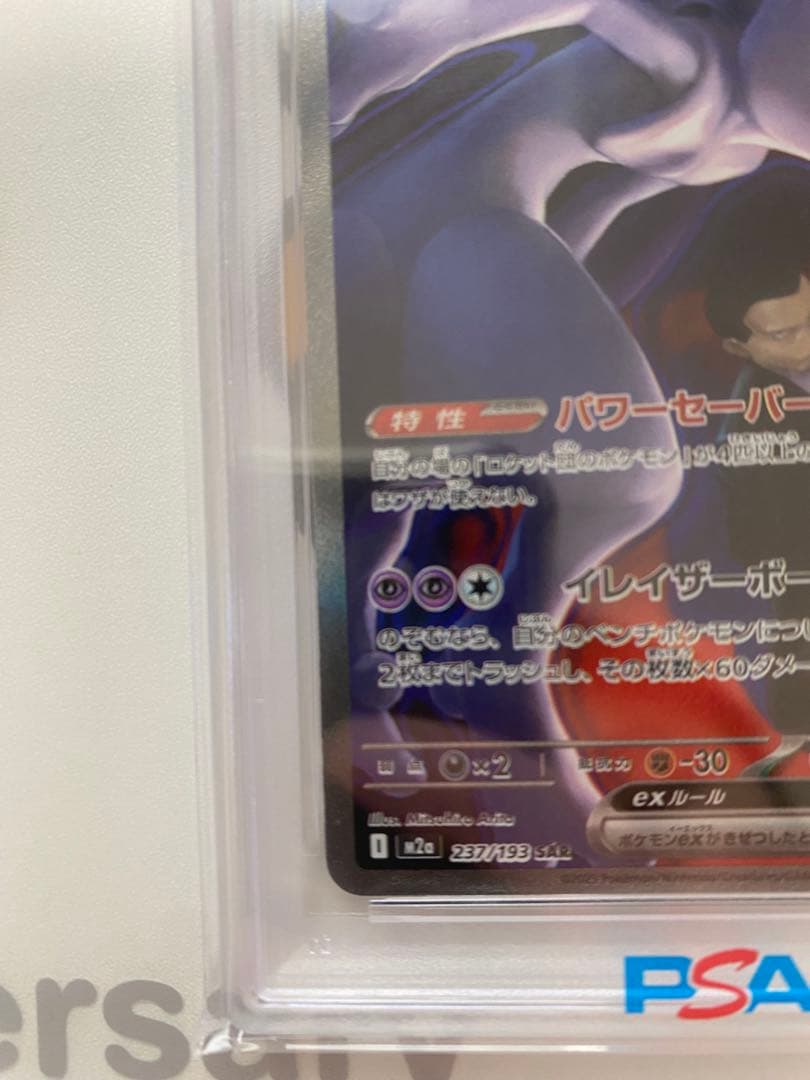 特性 パワーセーバー
自分の場の「ロケット団のポケモン」が4匹以上の
はワザが使えない。
イレイザーボー
のぞむなら、自分のベンチポケモンについ
2枚までトラッシュし、その枚数×60ダメー
弱点 ×2 抵抗力 -30
exルール
Illus. Mitsuhiro Arita
ポケモンexがきぜつしたと
I M2a 237/193 SAR
PSA
ersary